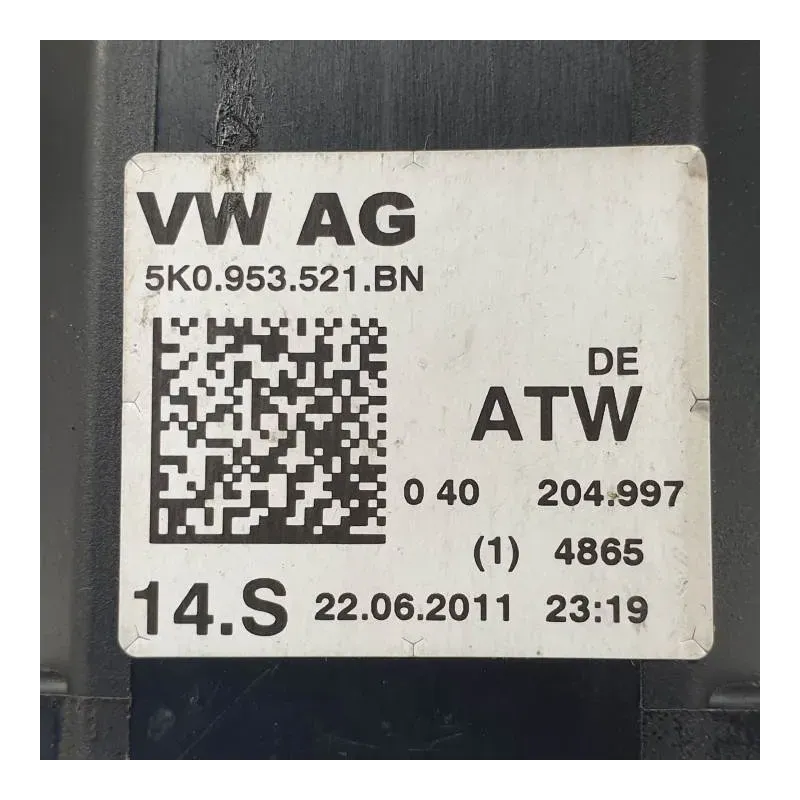 VW AG
5K0.953.521.BN
DE
ATW
0 40 204.997
(1) 4865
14.S 22.06.2011 23:19